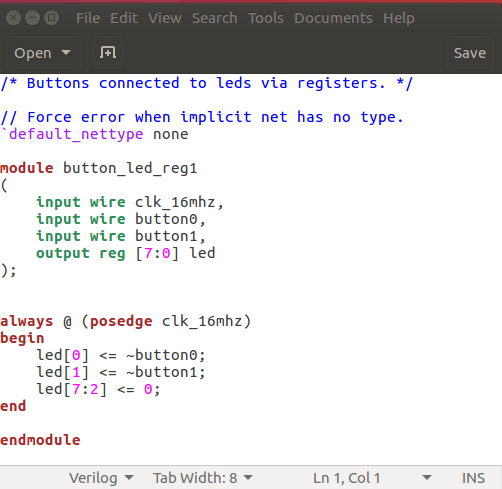 File Edit View Search Tools Documents Help
Open Save
/* Buttons connected to leds via registers. */
// Force error when implicit net has no type.
`default_nettype none
module button_led_reg1
(
    input wire clk_16mhz,
    input wire button0,
    input wire button1,
    output reg [7:0] led
);
always @ (posedge clk_16mhz)
begin
    led[0] <= ~button0;
    led[1] <= ~button1;
    led[7:2] <= 0;
end
endmodule
Verilog Tab Width: 8 Ln 1, Col 1 INS